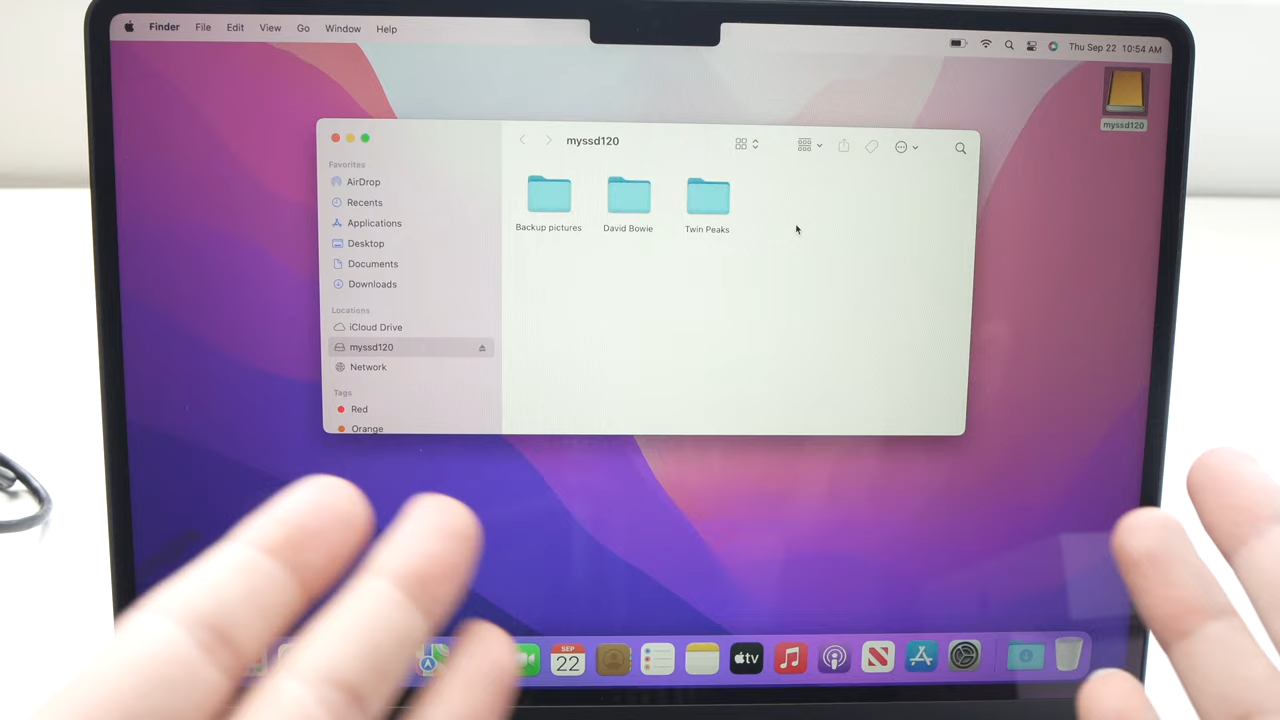 Finder File Edit View Go Window Help
Thu Sep 22 10:54 AM
myssd120
myssd120
Favorites
AirDrop
Recents
Applications
Desktop
Documents
Downloads
Locations
iCloud Drive
myssd120
Network
Tags
Red
Orange
Backup pictures
David Bowie
Twin Peaks
SEP
22
tv